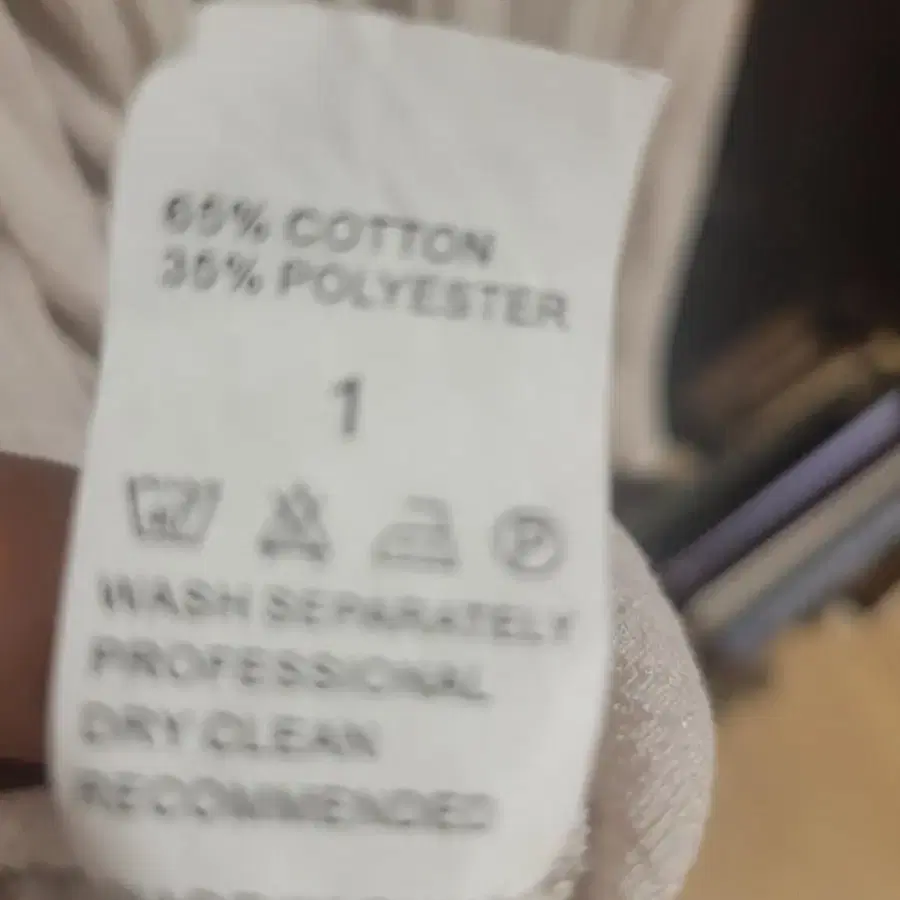 65% COTTON
35% POLYESTER
1
P
WASH SEPARATELY
PROFESSIONAL
DRY CLEAN
RECOMMENDED